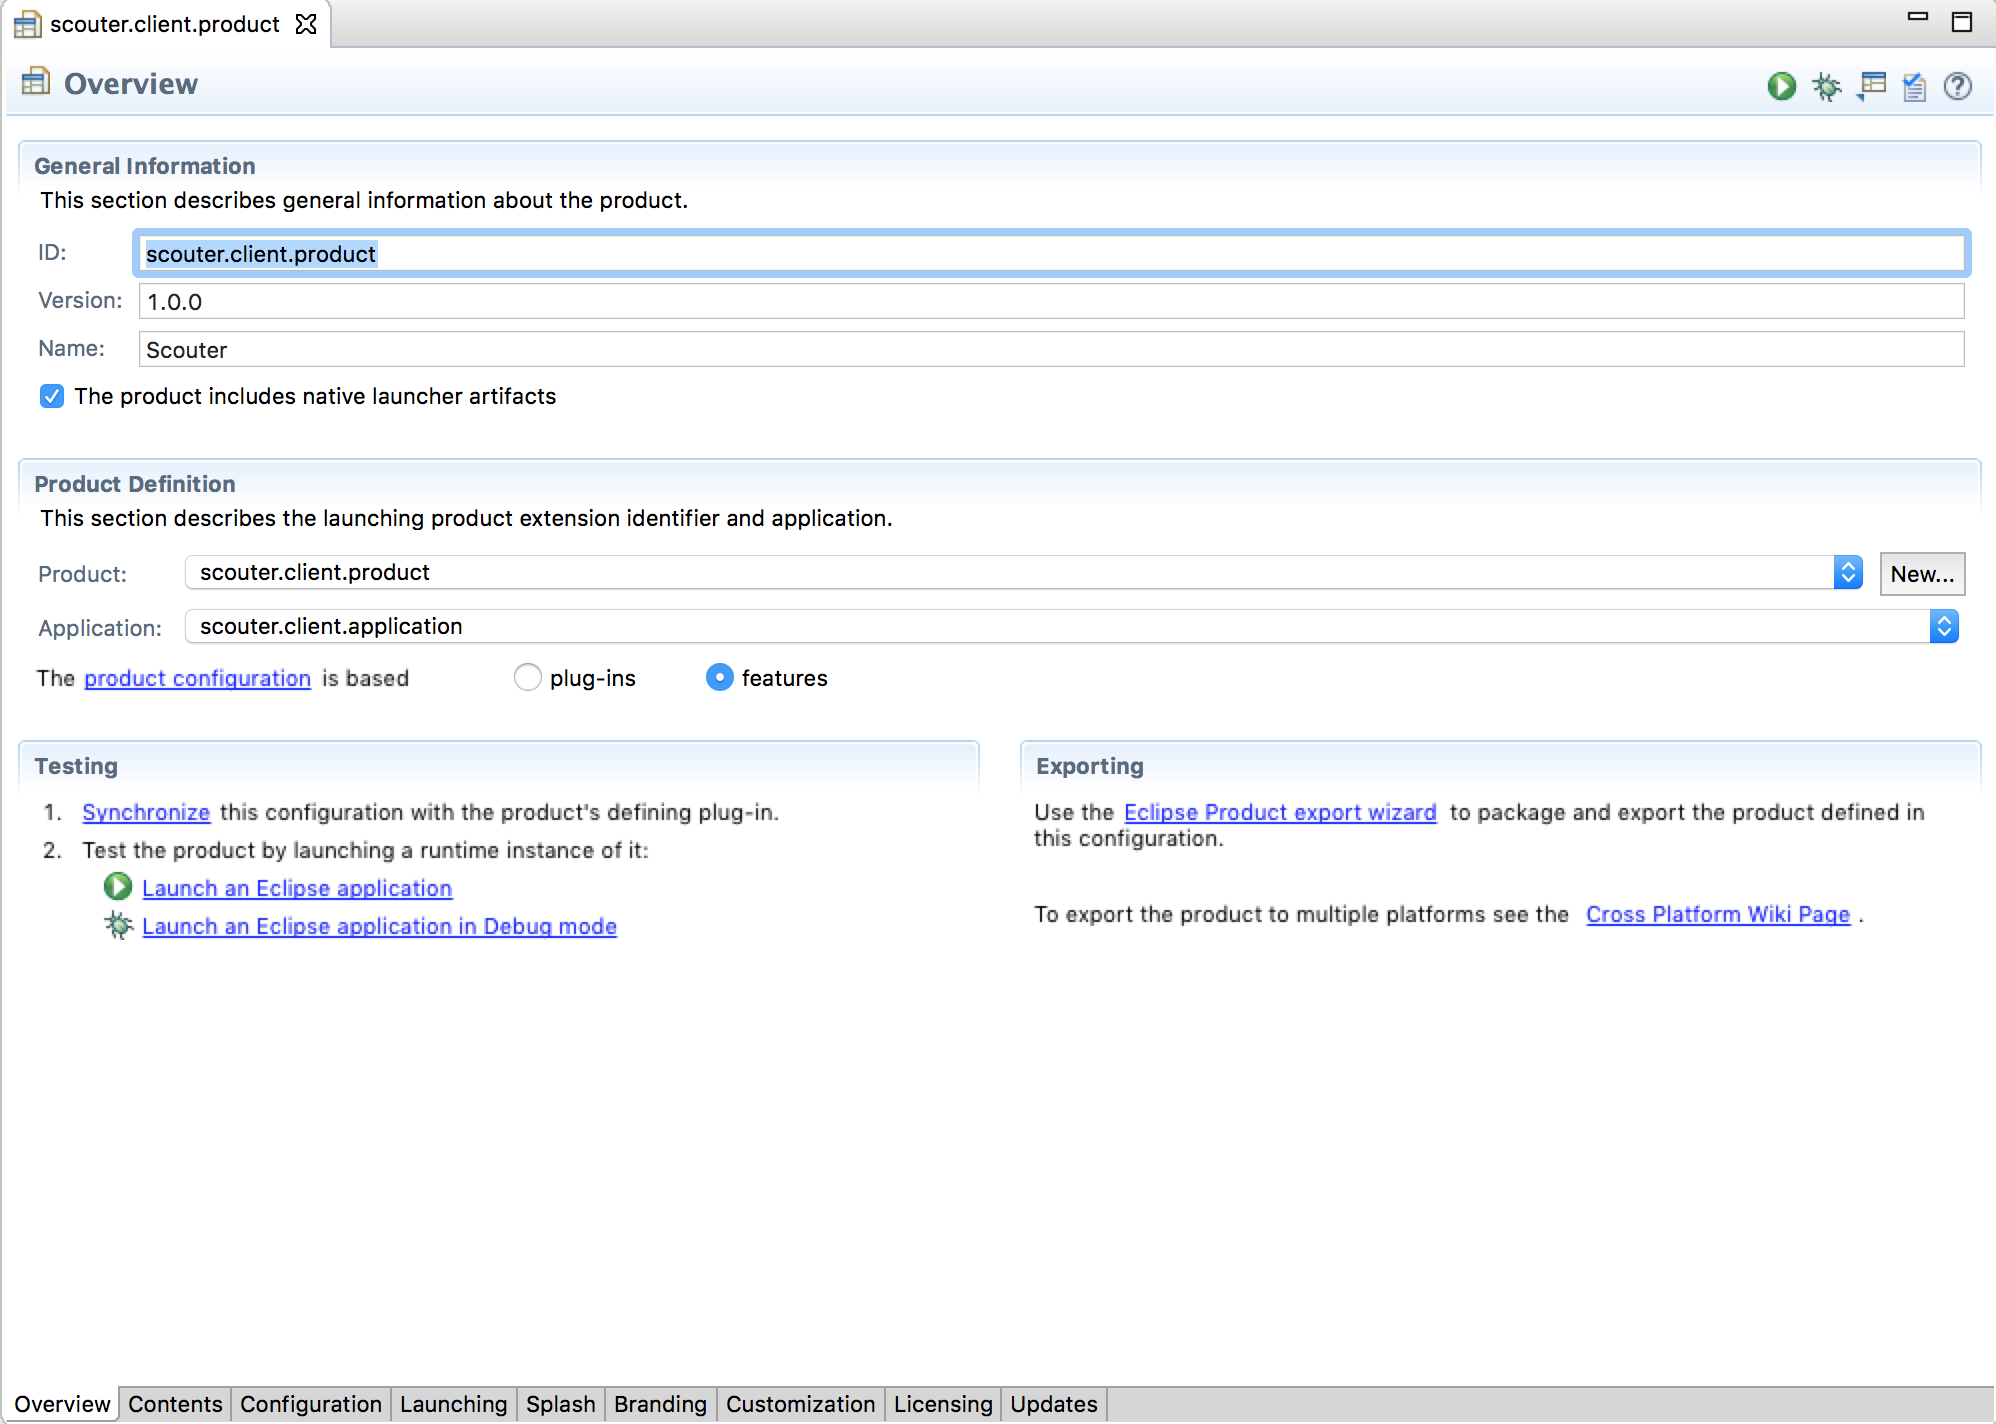 scouter.client.product
Overview
General Information
This section describes general information about the product.
ID: scouter.client.product
Version: 1.0.0
Name: Scouter
The product includes native launcher artifacts
Product Definition
This section describes the launching product extension identifier and application.
Product: scouter.client.product New...
Application: scouter.client.application
The product configuration is based plug-ins features
Testing
1. Synchronize this configuration with the product's defining plug-in.
2. Test the product by launching a runtime instance of it:
Launch an Eclipse application
Launch an Eclipse application in Debug mode
Exporting
Use the Eclipse Product export wizard to package and export the product defined in
this configuration.
To export the product to multiple platforms see the Cross Platform Wiki Page .
Overview Contents Configuration Launching Splash Branding Customization Licensing Updates